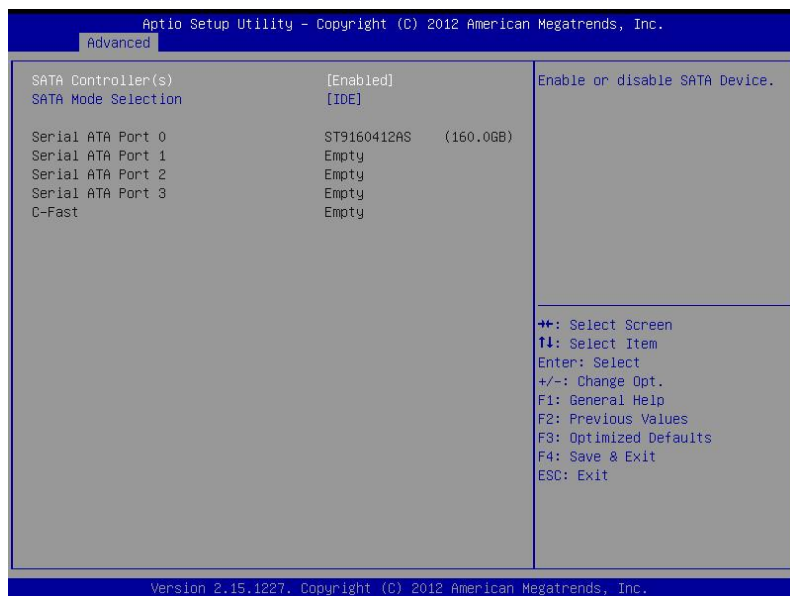 Aptio Setup Utility – Copyright (C) 2012 American Megatrends, Inc.
Advanced
SATA Controller(s) [Enabled]
SATA Mode Selection [IDE]
Serial ATA Port 0 ST9160412AS (160.0GB)
Serial ATA Port 1 Empty
Serial ATA Port 2 Empty
Serial ATA Port 3 Empty
C-Fast Empty
Enable or disable SATA Device.
→←: Select Screen
↑↓: Select Item
Enter: Select
+/-: Change Opt.
F1: General Help
F2: Previous Values
F3: Optimized Defaults
F4: Save & Exit
ESC: Exit
Version 2.15.1227. Copyright (C) 2012 American Megatrends, Inc.